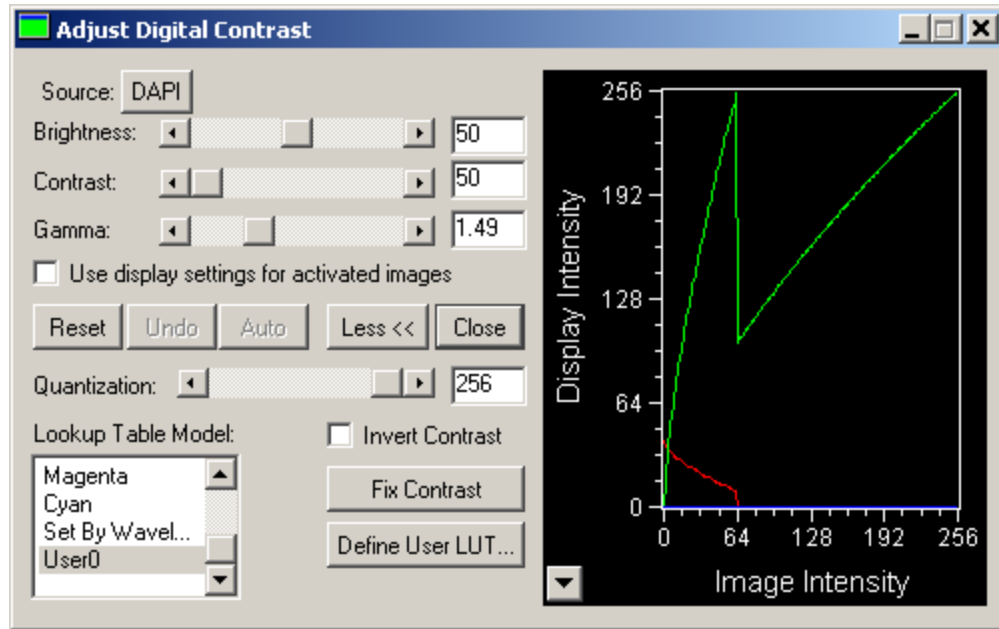 Adjust Digital Contrast
Source: DAPI
Brightness: 50
Contrast: 50
Gamma: 1.49
Use display settings for activated images
Reset Undo Auto Less << Close
Quantization: 256
Lookup Table Model:
Invert Contrast
Magenta
Cyan
Set By Wavel...
User0
Fix Contrast
Define User LUT...
256
192
128
64
0
Display Intensity
0 64 128 192 256
Image Intensity